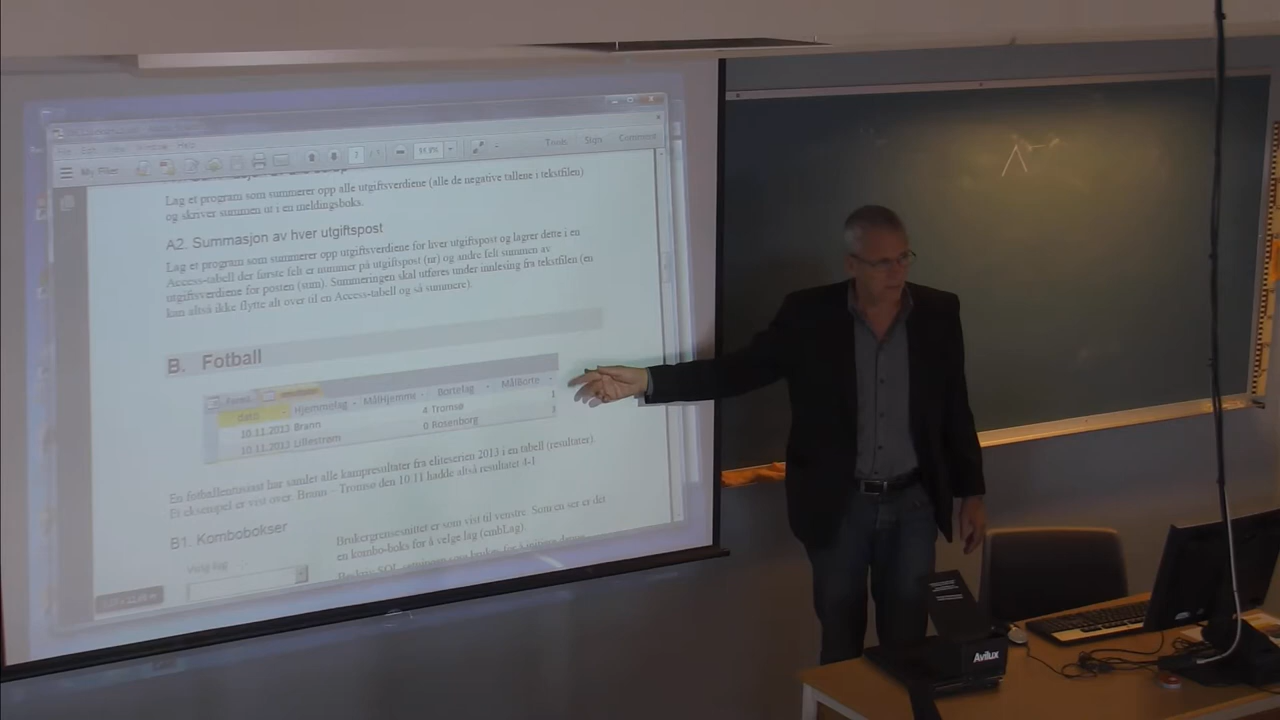 Tools Sign Comment
Lag et program som summerer opp alle utgiftsverdiene (alle de negative tallene i tekstfilen)
og skriver summen ut i en meldingsboks.
A2. Summasjon av hver utgiftspost
Lag et program som summerer opp utgiftsverdiene for hver utgiftspost og lagrer dette i en
Access-tabell der første felt er nummer på utgiftspost (nr) og andre felt summen av
utgiftsverdiene for posten (sum). Summeringen skal utføres under innlesing fra tekstfilen (en
kan altså ikke flytte alt over til en Access-tabell og så summere).
B. Fotball
dato Hjemmelag MålHjemme Bortelag MålBorte
10.11.2013 Brann 4 Tromsø 1
10.11.2013 Lillestrøm 0 Rosenborg
En fotballentusiast har samlet alle kampresultater fra eliteserien 2013 i en tabell (resultater).
Et eksempel er vist over. Brann - Tromsø den 10.11 hadde altså resultatet 4-1
B1. Kombobokser
Velg lag
Brukergrensesnittet er som vist til venstre. Som en ser er det
en kombo-boks for å velge lag (cmbLag).
Avilux